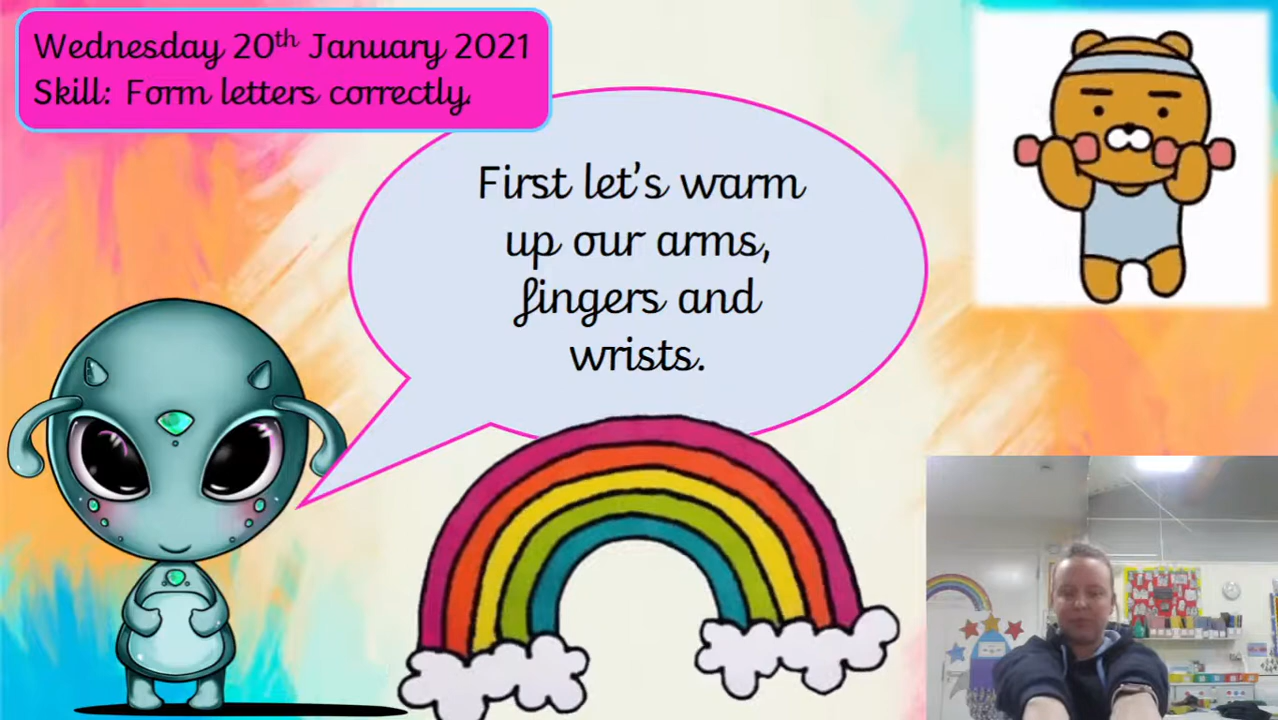 Wednesday 20th January 2021
Skill: Form letters correctly.
First let's warm
up our arms,
fingers and
wrists.